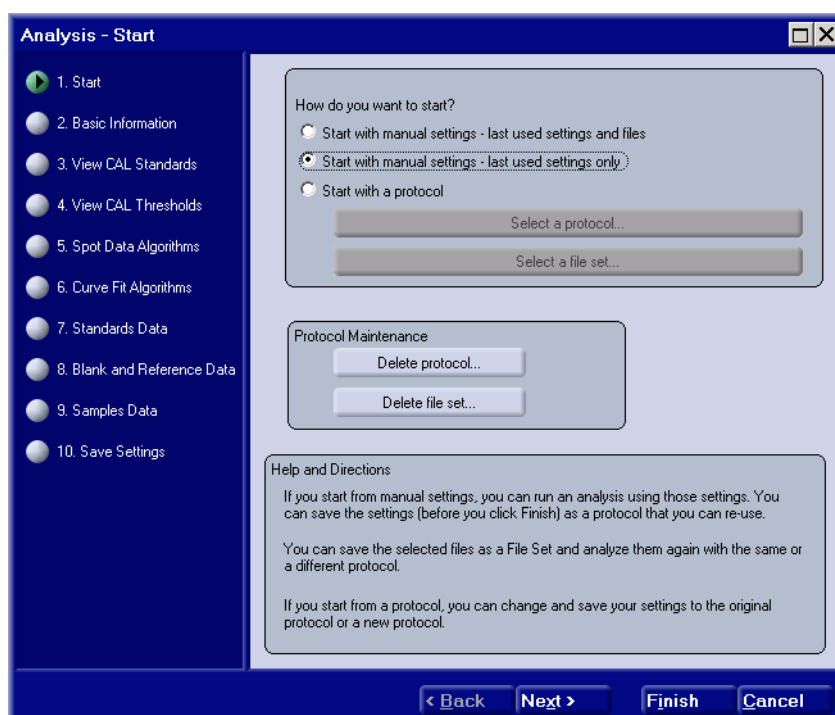 Analysis - Start
1. Start
2. Basic Information
3. View CAL Standards
4. View CAL Thresholds
5. Spot Data Algorithms
6. Curve Fit Algorithms
7. Standards Data
8. Blank and Reference Data
9. Samples Data
10. Save Settings
How do you want to start?
Start with manual settings - last used settings and files
Start with manual settings - last used settings only
Start with a protocol
Select a protocol...
Select a file set...
Protocol Maintenance
Delete protocol...
Delete file set...
Help and Directions
If you start from manual settings, you can run an analysis using those settings. You
can save the settings (before you click Finish) as a protocol that you can re-use.
You can save the selected files as a File Set and analyze them again with the same or
a different protocol.
If you start from a protocol, you can change and save your settings to the original
protocol or a new protocol.
< Back Next > Finish Cancel